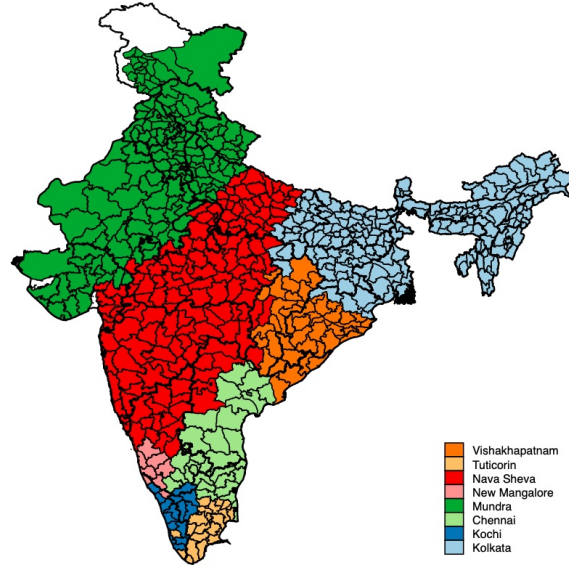 Vishakhapatnam
Tuticorin
Nava Sheva
New Mangalore
Mundra
Chennai
Kochi
Kolkata